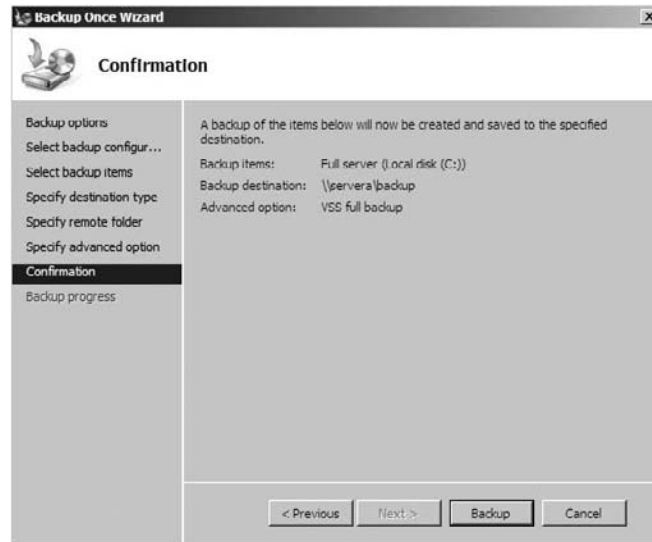 Backup Once Wizard
X
Confirmation
Backup options
Select backup configur...
Select backup items
Specify destination type
Specify remote folder
Specify advanced option
Confirmation
Backup progress
A backup of the items below will now be created and saved to the specified
destination.
Backup items: Full server (Local disk (C:))
Backup destination: \\servera\backup
Advanced option: VSS full backup
< Previous
Next >
Backup
Cancel